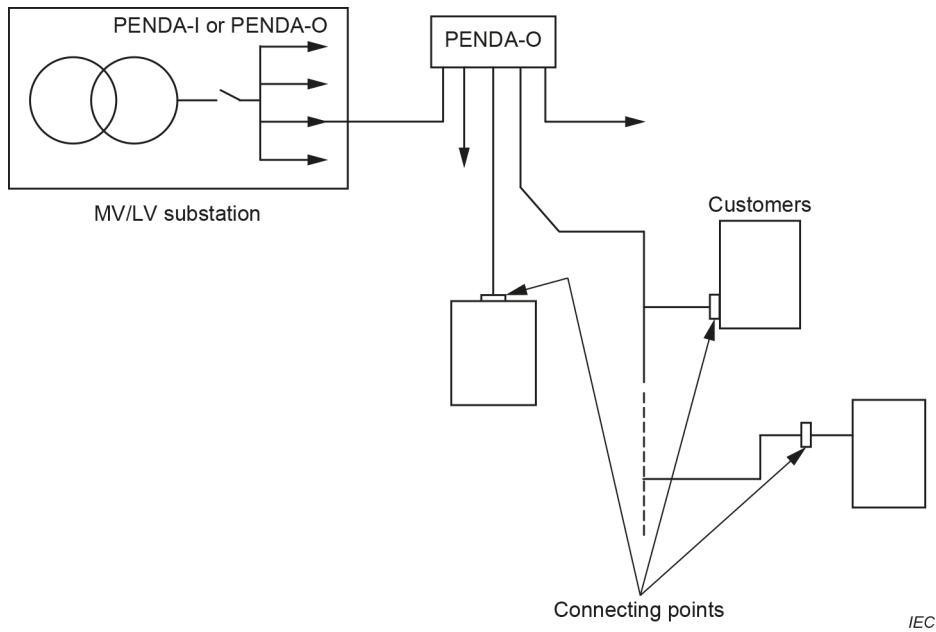 PENDA-I or PENDA-O
PENDA-O
MV/LV substation
Customers
Connecting points
IEC